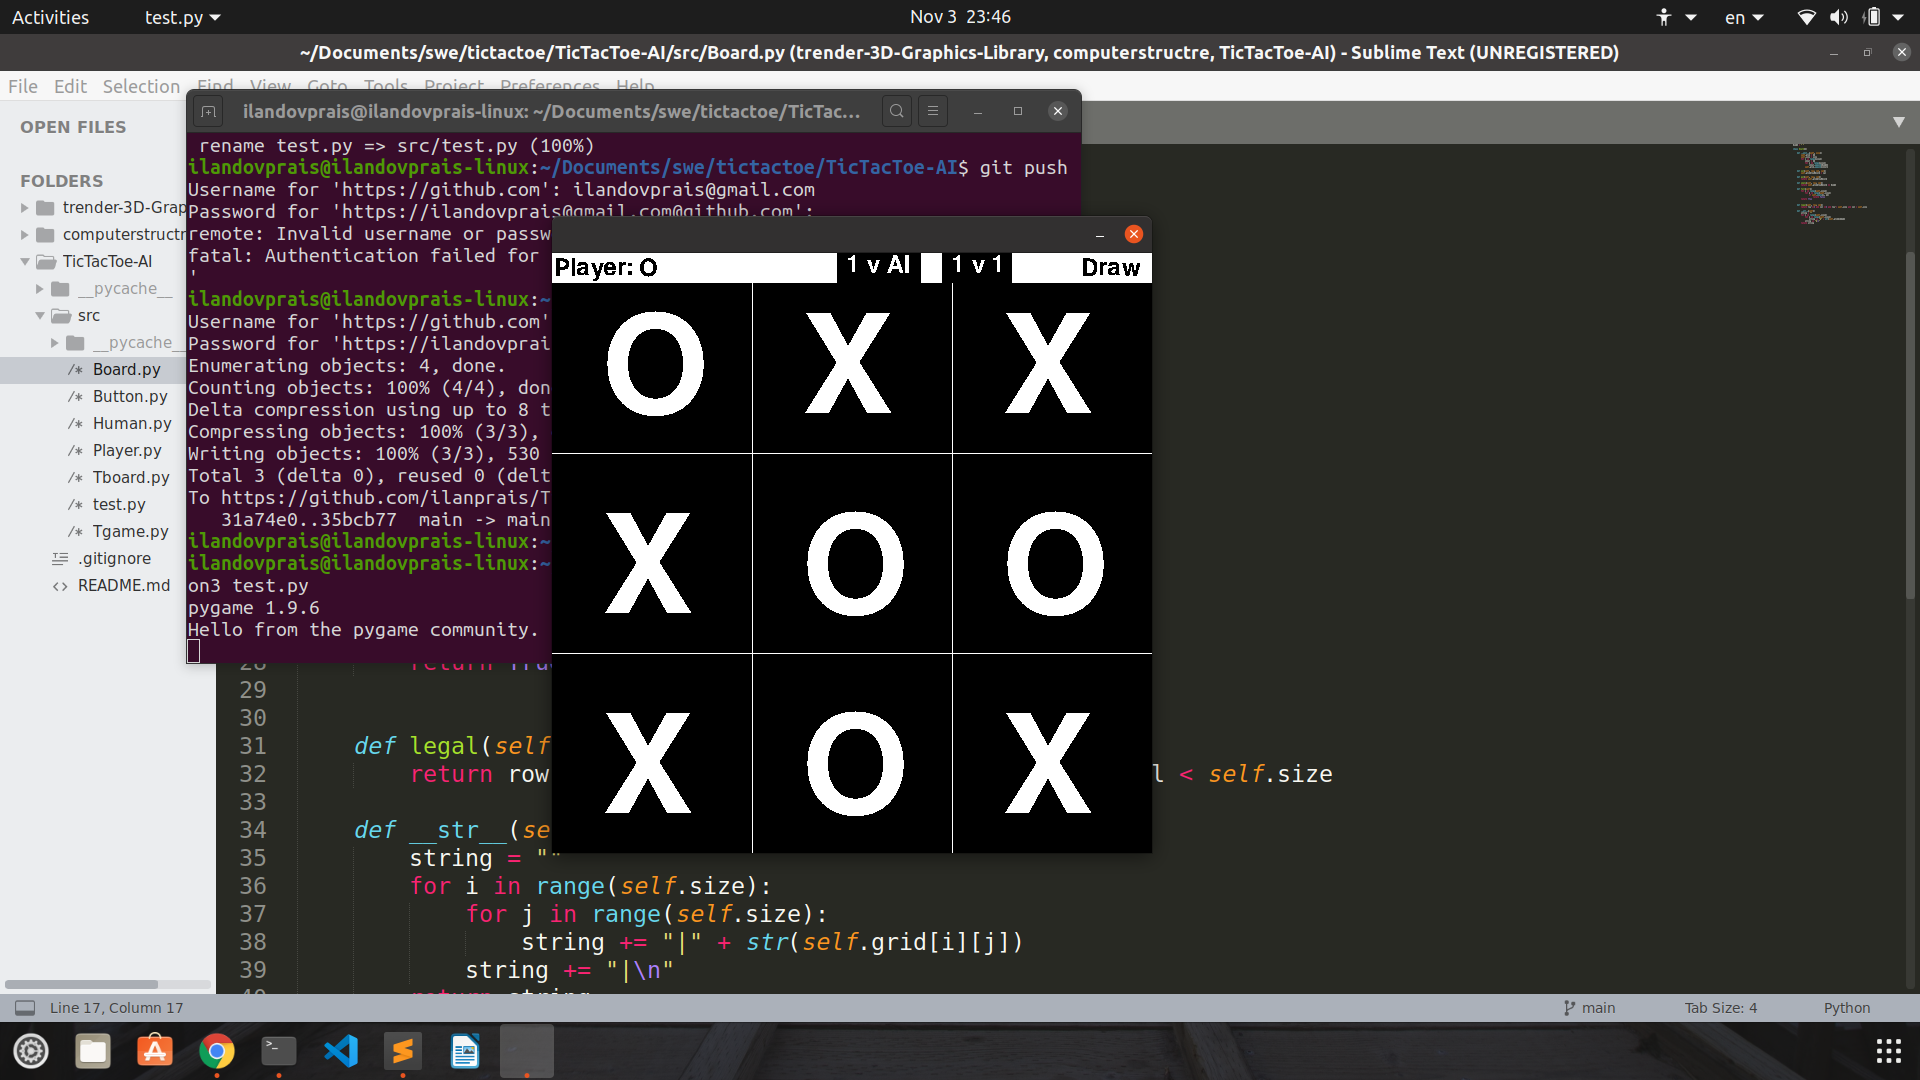 Activities
test.py
Nov 3 23:46
en
~/Documents/swe/tictactoe/TicTacToe-AI/src/Board.py (trender-3D-Graphics-Library, computerstructre, TicTacToe-AI) - Sublime Text (UNREGISTERED)
File Edit Selection Find View Goto Tools Project Preferences Help
OPEN FILES
FOLDERS
trender-3D-Grap
computerstructr
TicTacToe-AI
__pycache__
src
__pycache__
Board.py
Button.py
Human.py
Player.py
Tboard.py
test.py
Tgame.py
.gitignore
README.md
ilandovprais@ilandovprais-linux: ~/Documents/swe/tictactoe/TicTac...
rename test.py => src/test.py (100%)
ilandovprais@ilandovprais-linux:~/Documents/swe/tictactoe/TicTacToe-AI$ git push
Username for 'https://github.com': ilandovprais@gmail.com
Password for 'https://ilandovprais@gmail.com@github.com':
remote: Invalid username or passw
fatal: Authentication failed for
'
ilandovprais@ilandovprais-linux:~
Username for 'https://github.com'
Password for 'https://ilandovprai
Enumerating objects: 4, done.
Counting objects: 100% (4/4), don
Delta compression using up to 8 t
Compressing objects: 100% (3/3),
Writing objects: 100% (3/3), 530
Total 3 (delta 0), reused 0 (delt
To https://github.com/ilanprais/T
31a74e0..35bcb77 main -> main
ilandovprais@ilandovprais-linux:~
ilandovprais@ilandovprais-linux:~
on3 test.py
pygame 1.9.6
Hello from the pygame community.
Player: O
1 v AI
1 v 1
Draw
O X X
X O O
X O X
28 return Tru
29
30
31 def legal(self
32 return row l < self.size
33
34 def __str__(se
35 string = ""
36 for i in range(self.size):
37 for j in range(self.size):
38 string += "|" + str(self.grid[i][j])
39 string += "|\n"
40 return string
Line 17, Column 17
main
Tab Size: 4
Python